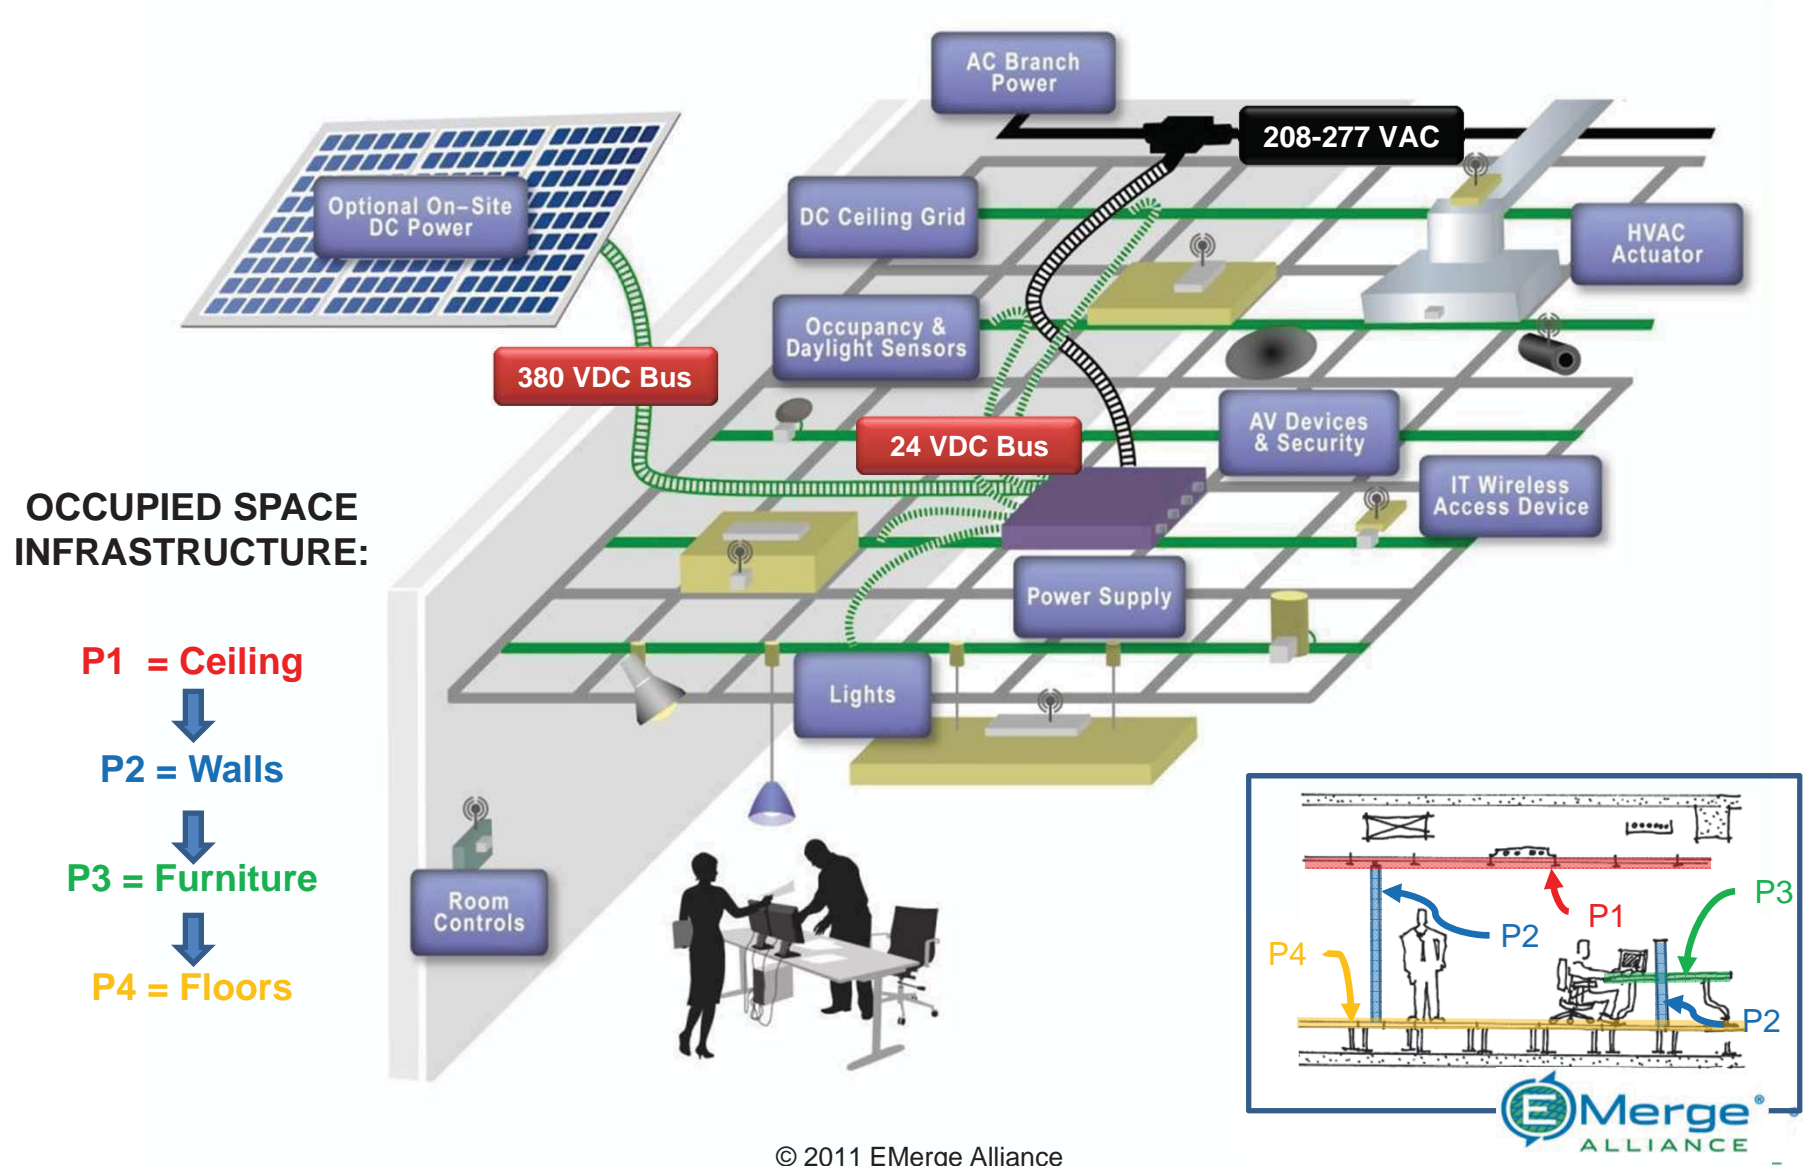 AC Branch
Power
208-277 VAC
Optional On–Site
DC Power
DC Ceiling Grid
HVAC
Actuator
Occupancy &
Daylight Sensors
380 VDC Bus
24 VDC Bus
AV Devices
& Security
IT Wireless
Access Device
OCCUPIED SPACE
INFRASTRUCTURE:
Power Supply
P1 = Ceiling
Lights
P2 = Walls
P3 = Furniture
Room
Controls
P4 = Floors
P3
P1
P2
P4
P2
EMerge®
ALLIANCE
© 2011 EMerge Alliance